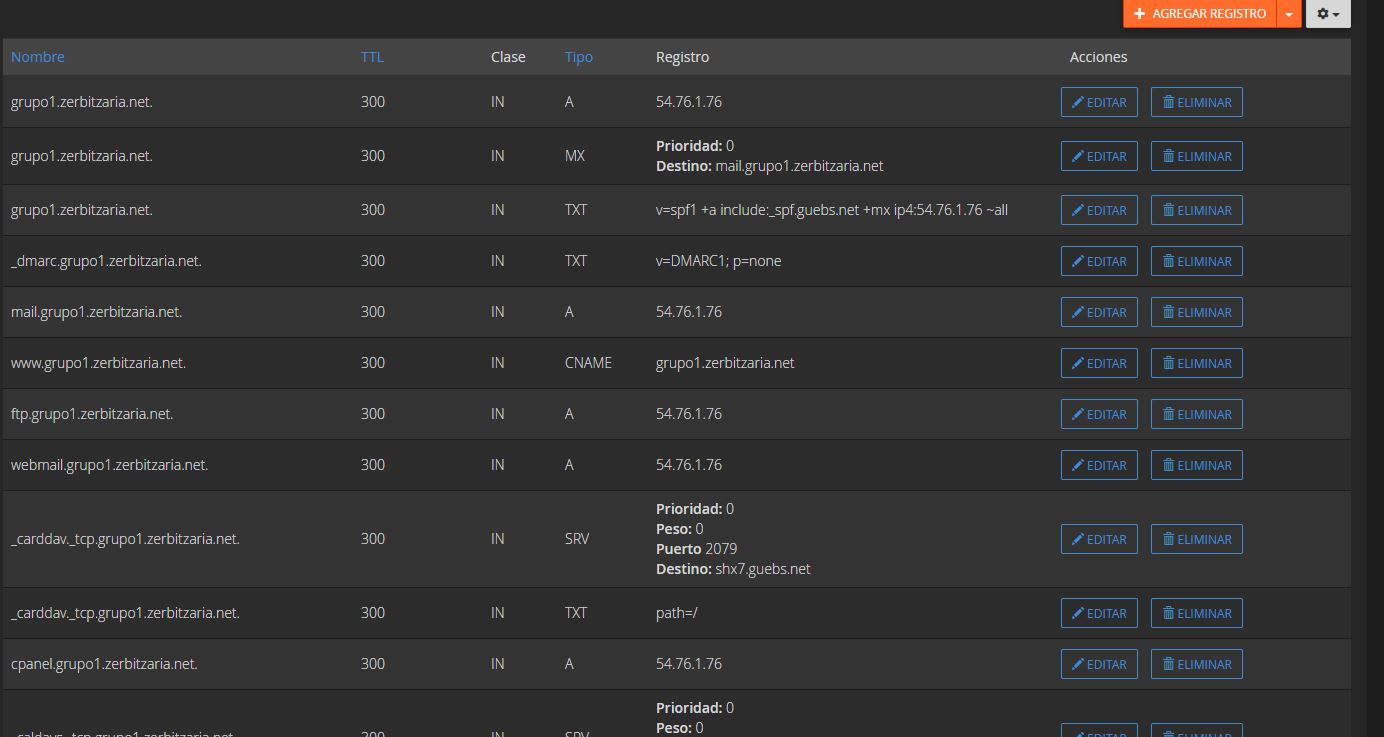 AGREGAR REGISTRO
Nombre TTL Clase Tipo Registro Acciones
grupo1.zerbitzaria.net. 300 IN A 54.76.1.76 EDITAR ELIMINAR
grupo1.zerbitzaria.net. 300 IN MX Prioridad: 0
Destino: mail.grupo1.zerbitzaria.net EDITAR ELIMINAR
grupo1.zerbitzaria.net. 300 IN TXT v=spf1 +a include:_spf.guebs.net +mx ip4:54.76.1.76 ~all EDITAR ELIMINAR
_dmarc.grupo1.zerbitzaria.net. 300 IN TXT v=DMARC1; p=none EDITAR ELIMINAR
mail.grupo1.zerbitzaria.net. 300 IN A 54.76.1.76 EDITAR ELIMINAR
www.grupo1.zerbitzaria.net. 300 IN CNAME grupo1.zerbitzaria.net EDITAR ELIMINAR
ftp.grupo1.zerbitzaria.net. 300 IN A 54.76.1.76 EDITAR ELIMINAR
webmail.grupo1.zerbitzaria.net. 300 IN A 54.76.1.76 EDITAR ELIMINAR
_carddav._tcp.grupo1.zerbitzaria.net. 300 IN SRV Prioridad: 0
Peso: 0
Puerto 2079
Destino: shx7.guebs.net EDITAR ELIMINAR
_carddav._tcp.grupo1.zerbitzaria.net. 300 IN TXT path=/ EDITAR ELIMINAR
cpanel.grupo1.zerbitzaria.net. 300 IN A 54.76.1.76 EDITAR ELIMINAR
Prioridad: 0
Peso: 0
_caldavs._tcp.grupo1.zerbitzaria.net. 300 IN SRV EDITAR ELIMINAR